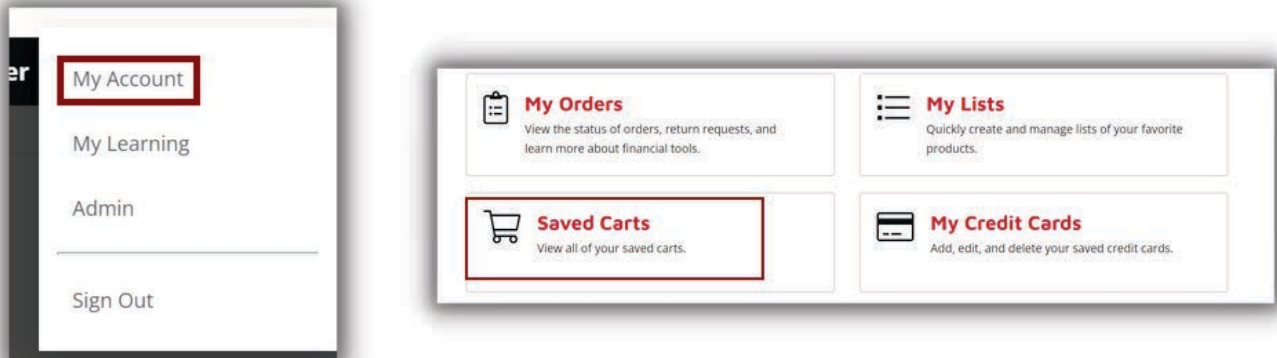 er
My Account
My Learning
Admin
Sign Out
My Orders
View the status of orders, return requests, and
learn more about financial tools.
My Lists
Quickly create and manage lists of your favorite
products.
Saved Carts
View all of your saved carts.
My Credit Cards
Add, edit, and delete your saved credit cards.